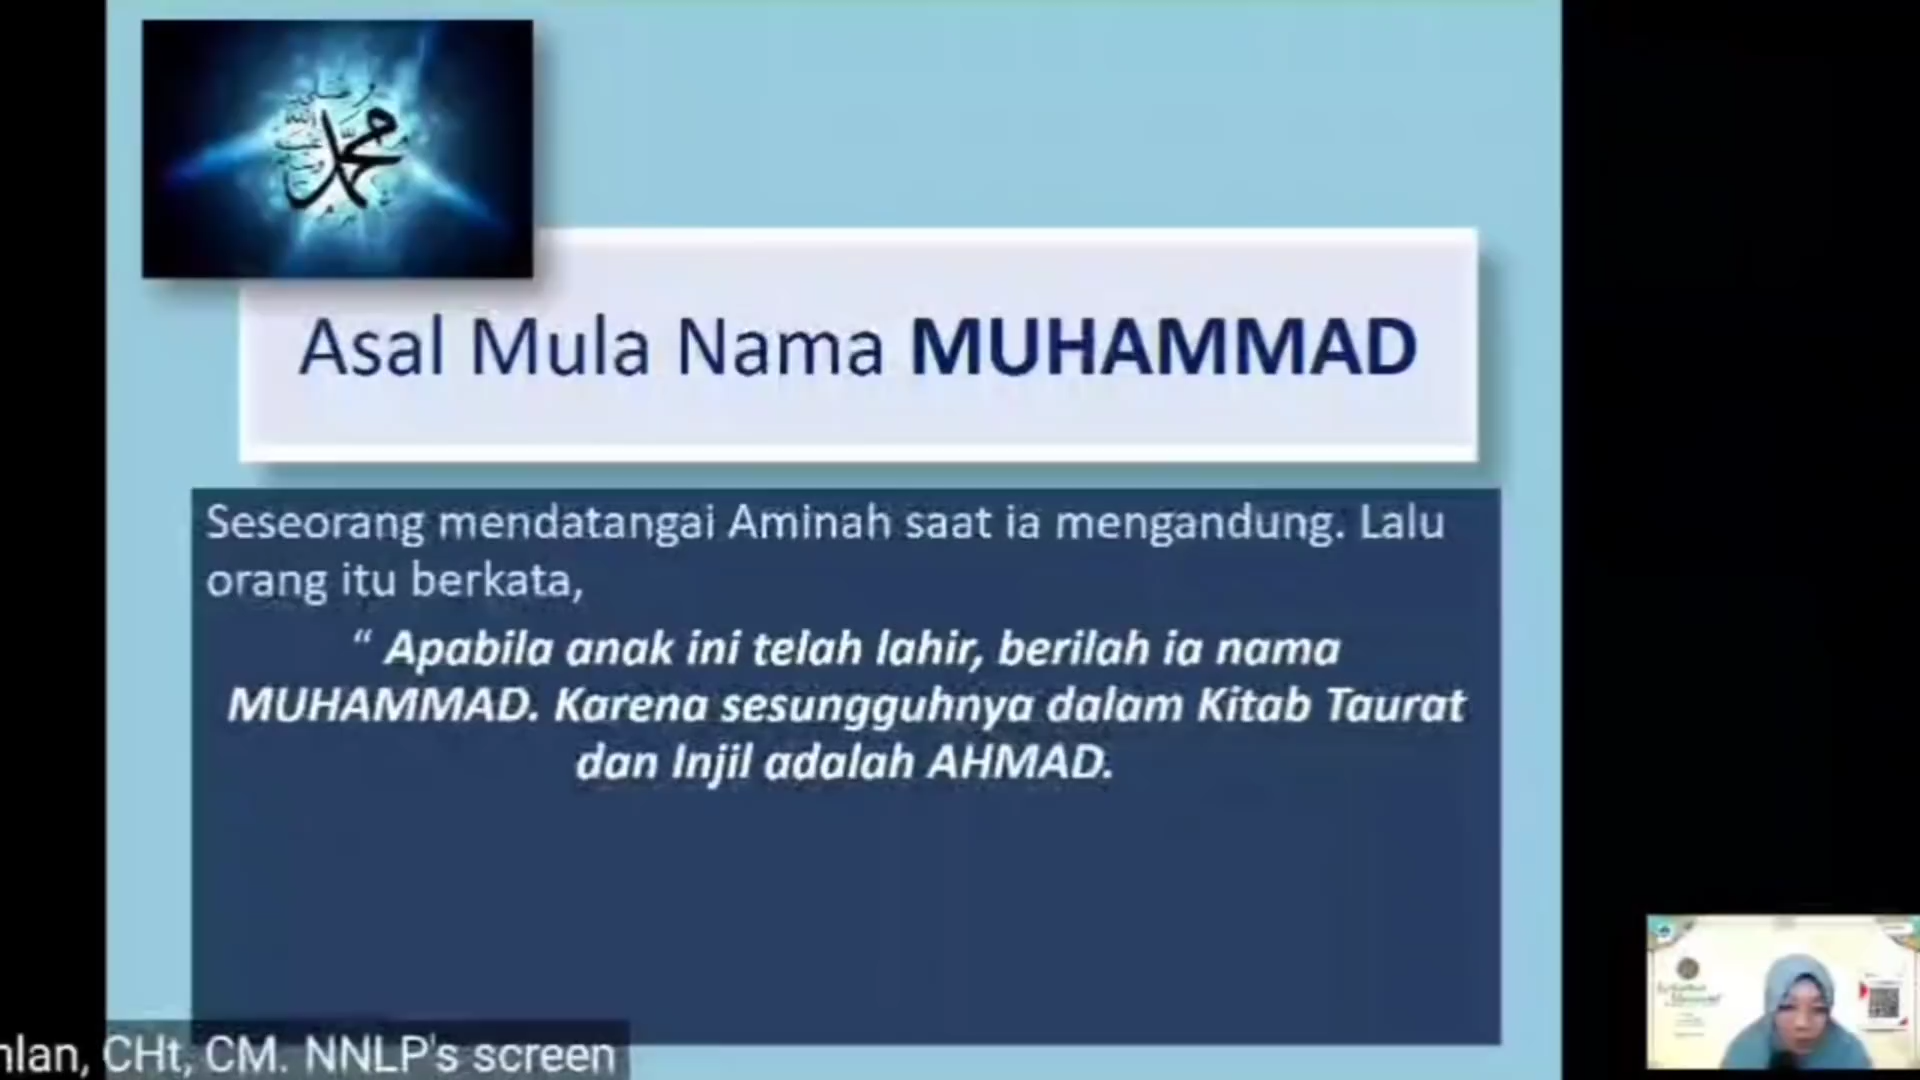 محمد
Asal Mula Nama MUHAMMAD
Seseorang mendatangai Aminah saat ia mengandung. Lalu
orang itu berkata,
“ Apabila anak ini telah lahir, berilah ia nama
MUHAMMAD. Karena sesungguhnya dalam Kitab Taurat
dan Injil adalah AHMAD.
CHt, CM. NNLP's screen